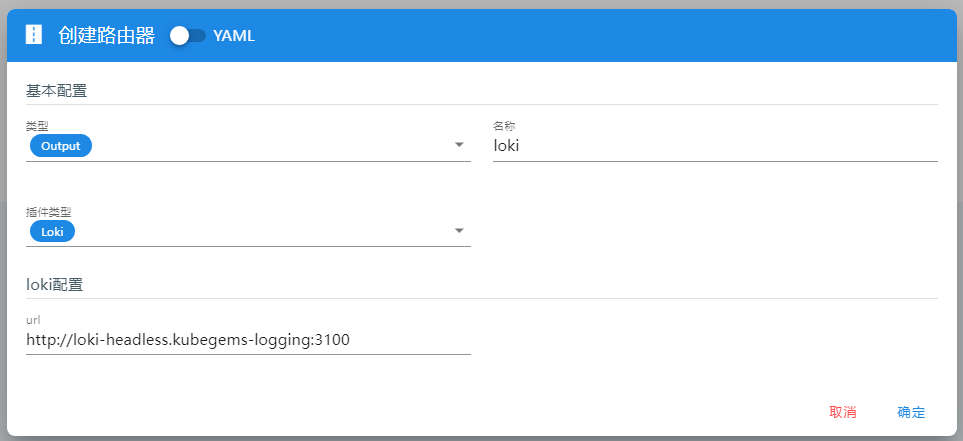 创建路由器 YAML
基本配置
类型 名称
Output loki
插件类型
Loki
loki配置
url
http://loki-headless.kubegems-logging:3100
取消 确定